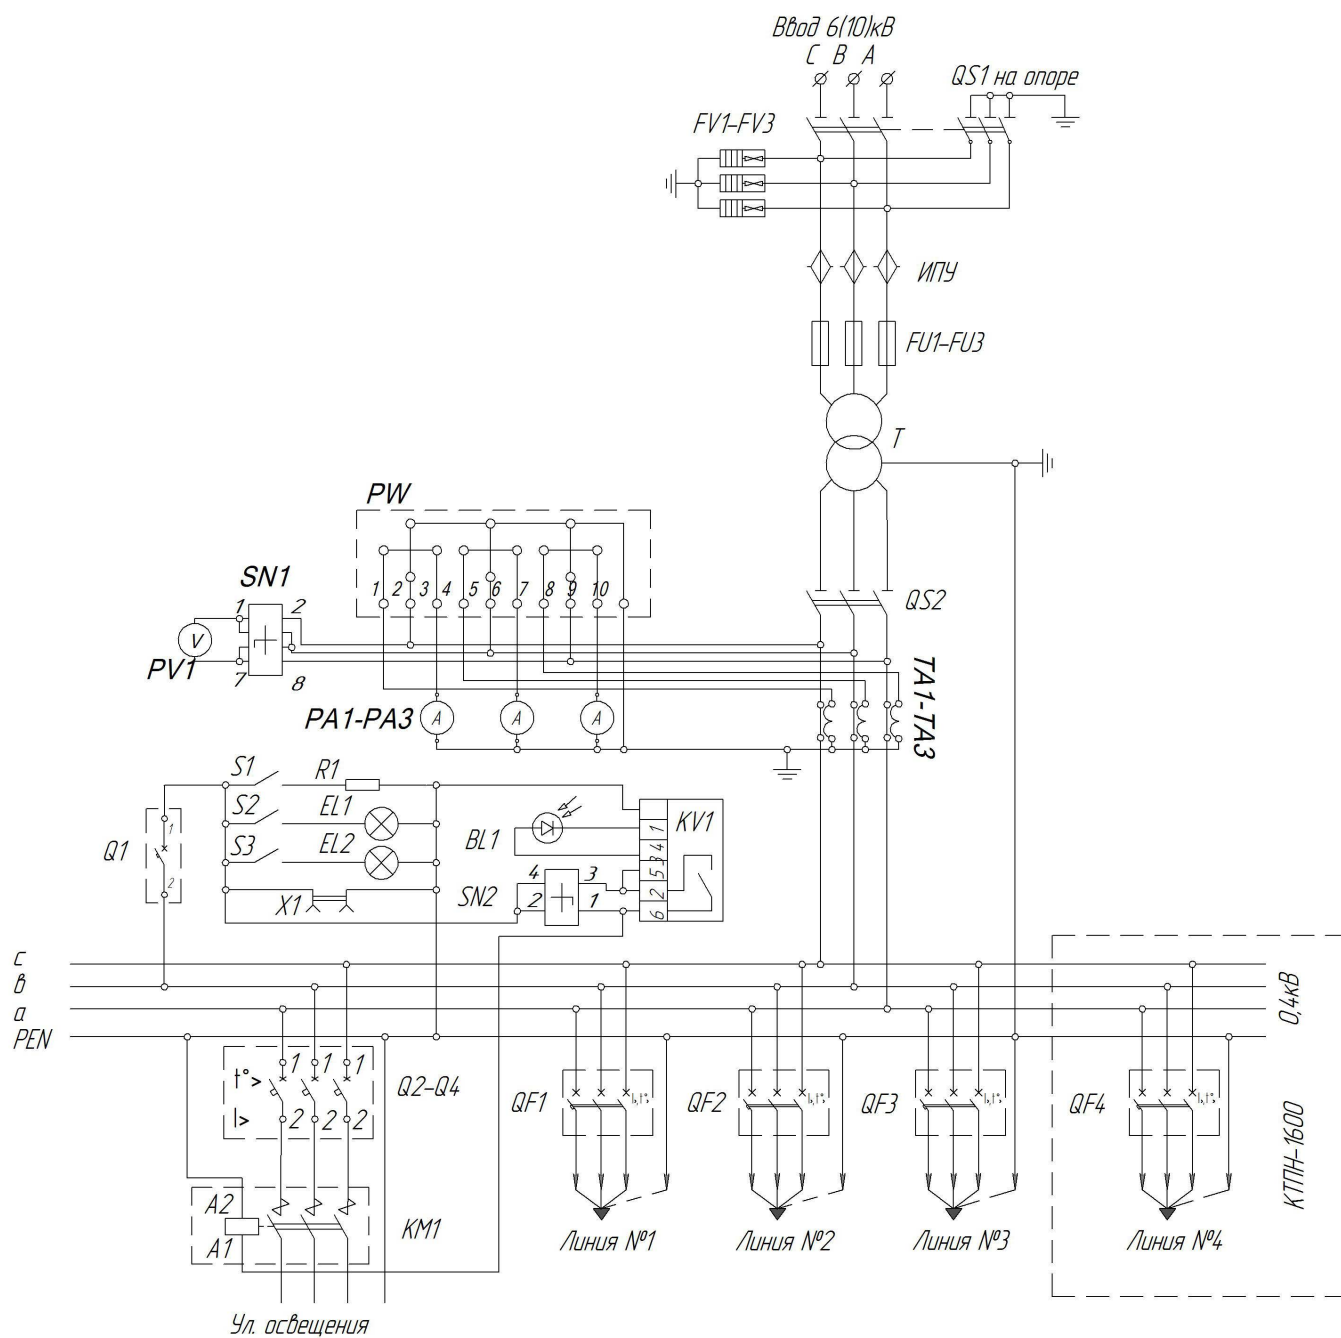 Ввод 6(10)кВ
С В А
QS1 на опоре
FV1-FV3
ИПУ
FU1-FU3
Т
PW
1 2 3 4 5 6 7 8 9 10
SN1
1 2
V
PV1
7 8
QS2
TA1-TA3
PA1-PA3
А А А
S1
R1
S2
EL1
S3
EL2
X1
Q1
1
2
BL1
KV1
1
4
3
5
2
6
SN2
4 3
2 1
с
в
а
PEN
0,4кВ
t°>
I>
1 1 1
2 2 2
Q2-Q4
QF1
QF2
QF3
QF4
I>,t°>
I>,t°>
I>,t°>
I>,t°>
КТПН-1600
А2
А1
КМ1
Линия №1
Линия №2
Линия №3
Линия №4
Ул. освещения